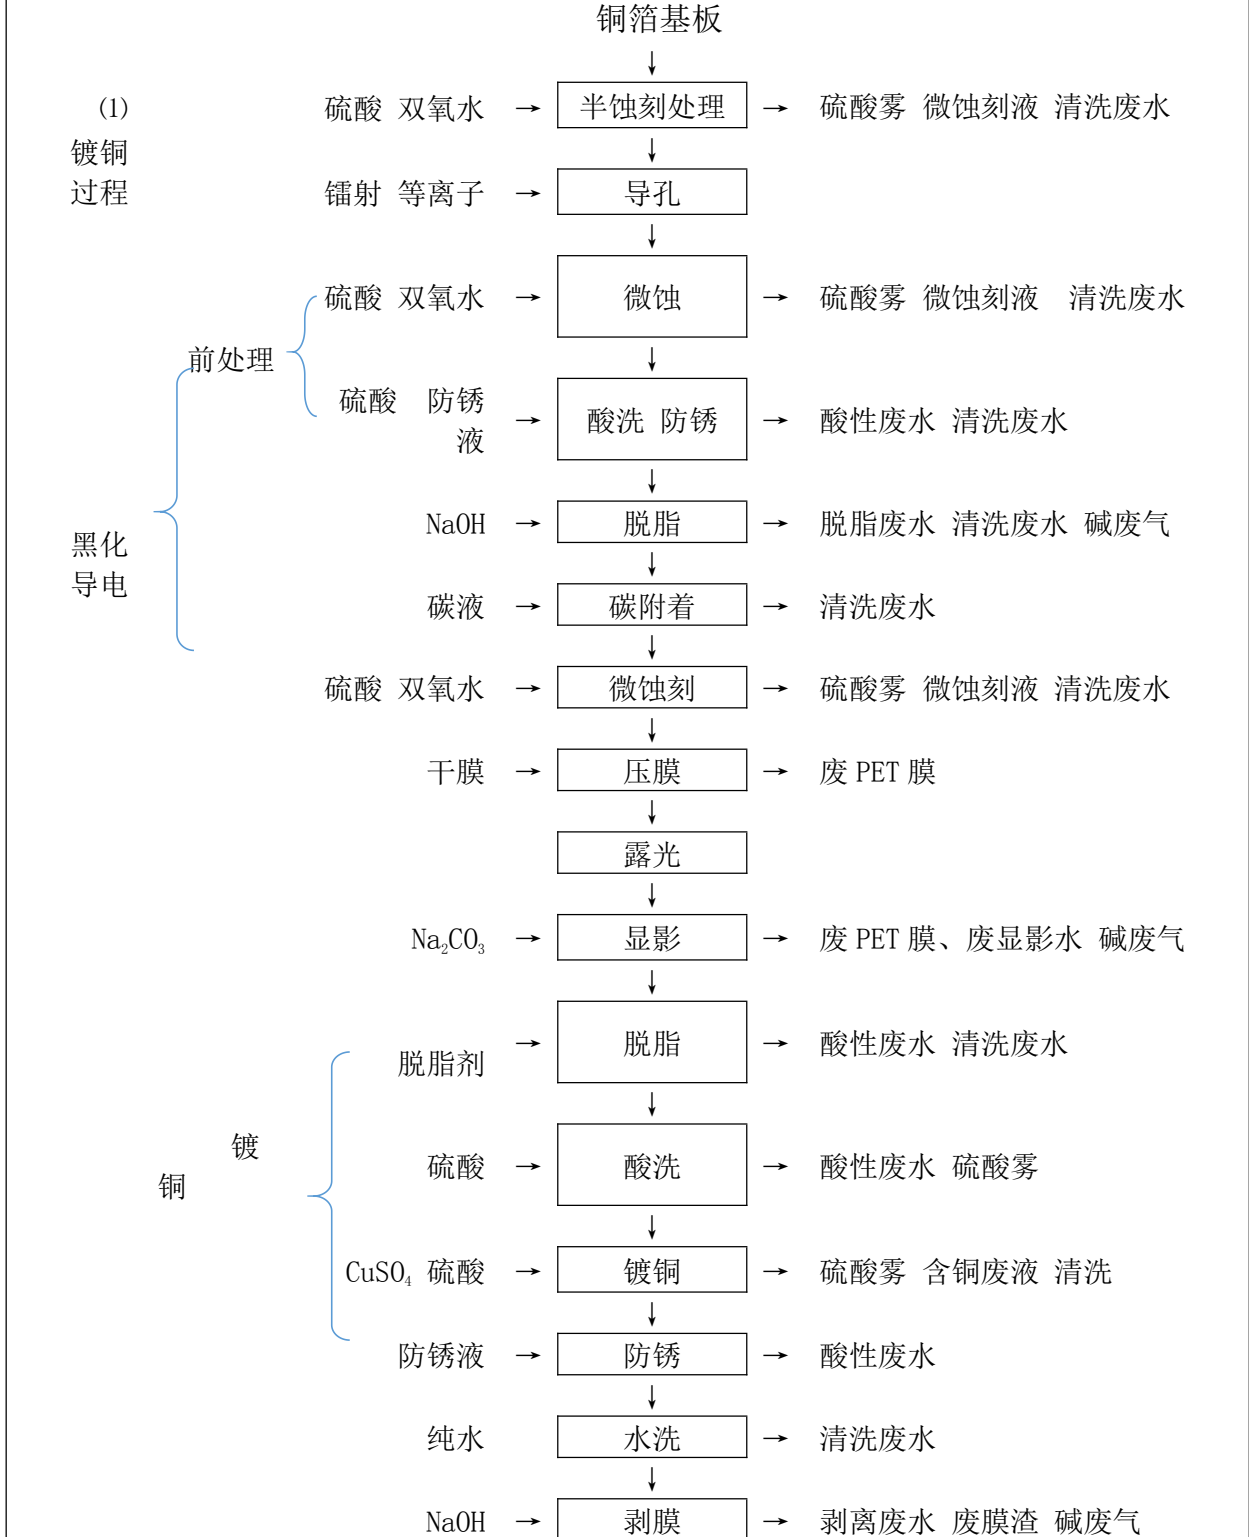 铜箔基板
↓
⑴ 硫酸 双氧水 → 半蚀刻处理 → 硫酸雾 微蚀刻液 清洗废水
镀铜
↓
过程 镭射 等离子 → 导孔
↓
硫酸 双氧水 → 微蚀 → 硫酸雾 微蚀刻液 清洗废水
前处理
↓
硫酸 防锈
液 → 酸洗 防锈 → 酸性废水 清洗废水
↓
NaOH → 脱脂 → 脱脂废水 清洗废水 碱废气
黑化
↓
导电
碳液 → 碳附着 → 清洗废水
↓
硫酸 双氧水 → 微蚀刻 → 硫酸雾 微蚀刻液 清洗废水
↓
干膜 → 压膜 → 废 PET 膜
↓
露光
↓
Na₂CO₃ → 显影 → 废 PET 膜、废显影水 碱废气
↓
脱脂剂 → 脱脂 → 酸性废水 清洗废水
↓
镀
铜
硫酸 → 酸洗 → 酸性废水 硫酸雾
↓
CuSO₄ 硫酸 → 镀铜 → 硫酸雾 含铜废液 清洗
↓
防锈液 → 防锈 → 酸性废水
↓
纯水 水洗 → 清洗废水
↓
NaOH → 剥膜 → 剥离废水 废膜渣 碱废气